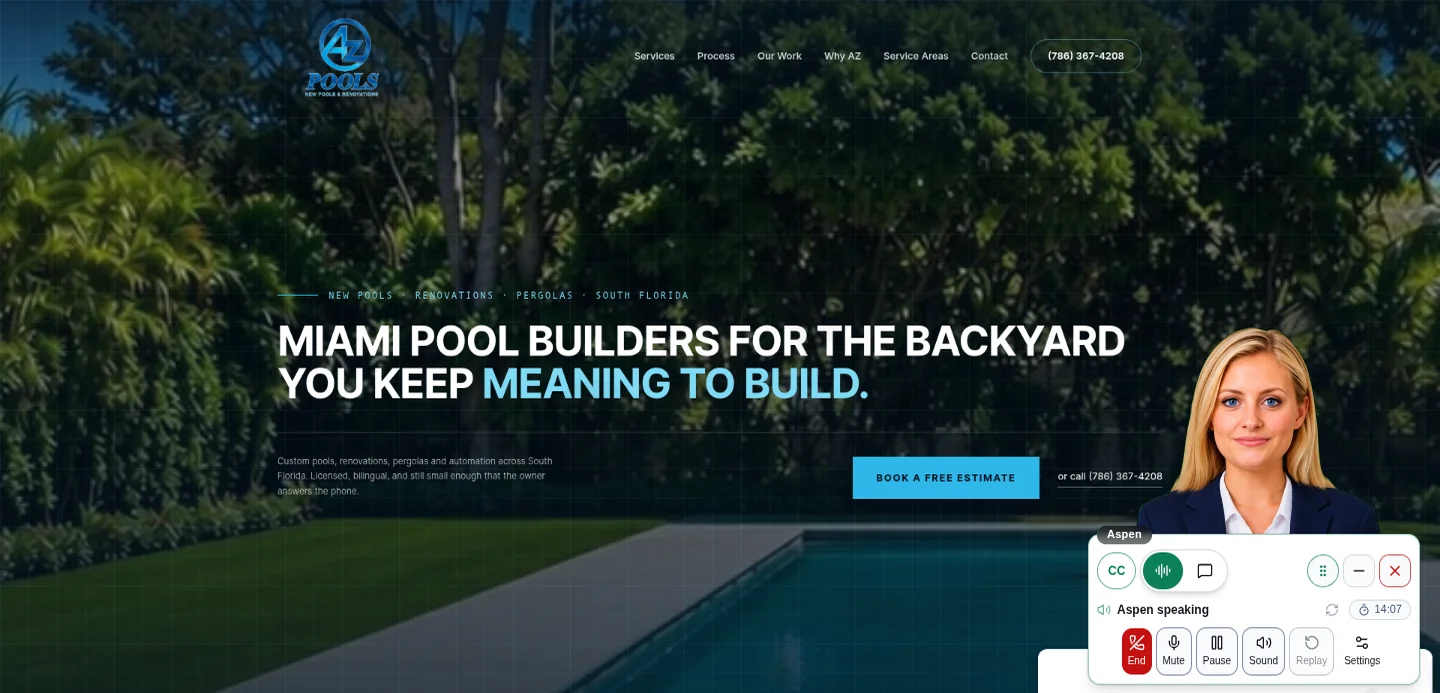 AZ
POOLS
NEW POOLS & RENOVATIONS
Services
Process
Our Work
Why AZ
Service Areas
Contact
(786) 367-4208
NEW POOLS · RENOVATIONS · PERGOLAS · SOUTH FLORIDA
MIAMI POOL BUILDERS FOR THE BACKYARD
YOU KEEP MEANING TO BUILD.
Custom pools, renovations, pergolas and automation across South
Florida. Licensed, bilingual, and still small enough that the owner
answers the phone.
BOOK A FREE ESTIMATE
or call (786) 367-4208
Aspen
CC
Aspen speaking
14:07
End
Mute
Pause
Sound
Replay
Settings